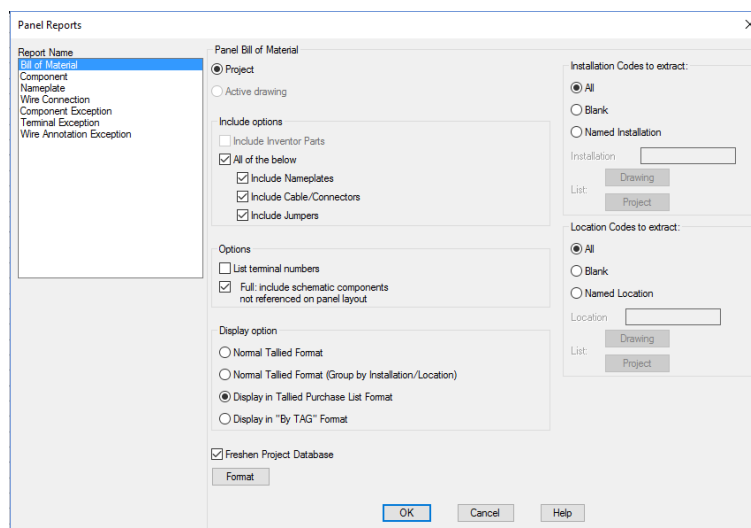 Panel Reports
Report Name
Bill of Material
Component
Nameplate
Wire Connection
Component Exception
Terminal Exception
Wire Annotation Exception
Panel Bill of Material
Project
Active drawing
Include options
Include Inventor Parts
All of the below
Include Nameplates
Include Cable/Connectors
Include Jumpers
Options
List terminal numbers
Full: include schematic components
not referenced on panel layout
Display option
Normal Tallied Format
Normal Tallied Format (Group by Installation/Location)
Display in Tallied Purchase List Format
Display in "By TAG" Format
Freshen Project Database
Format
Installation Codes to extract:
All
Blank
Named Installation
Installation
List:
Drawing
Project
Location Codes to extract:
All
Blank
Named Location
Location
List:
Drawing
Project
OK
Cancel
Help